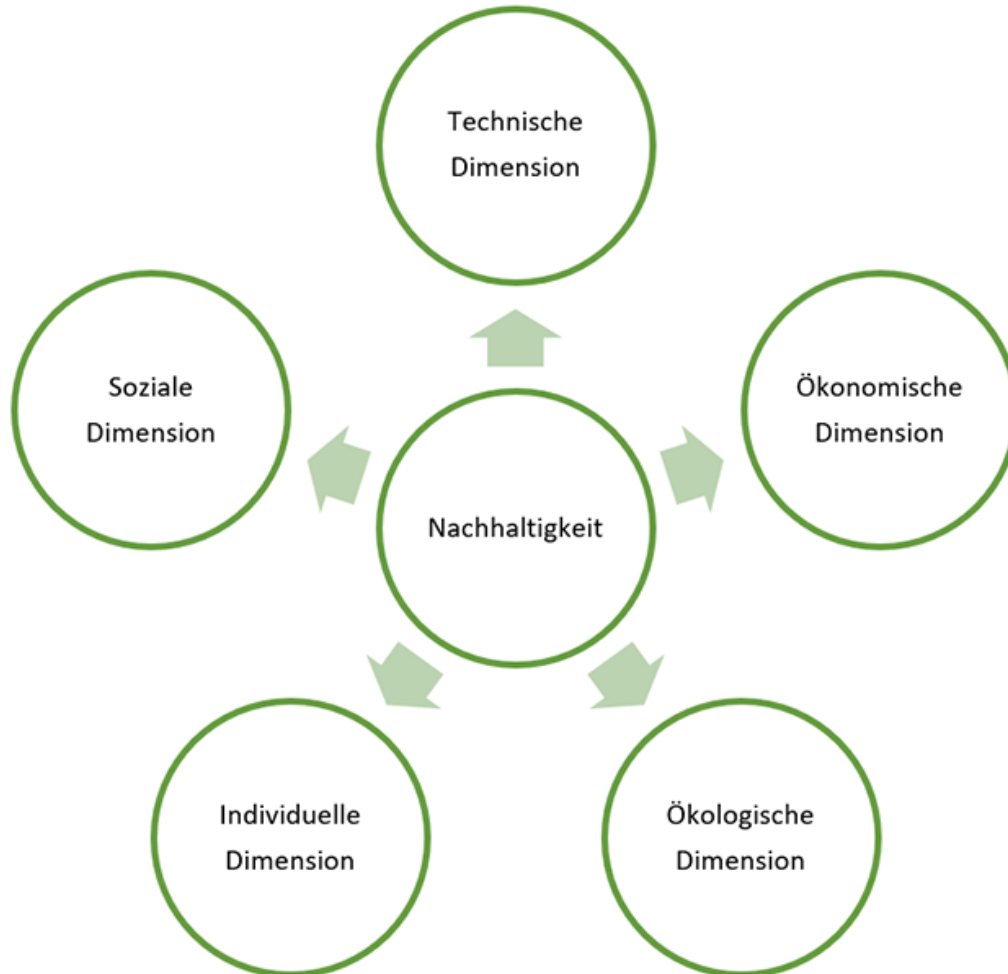 Technische
Dimension
Soziale
Dimension
Ökonomische
Dimension
Nachhaltigkeit
Individuelle
Dimension
Ökologische
Dimension